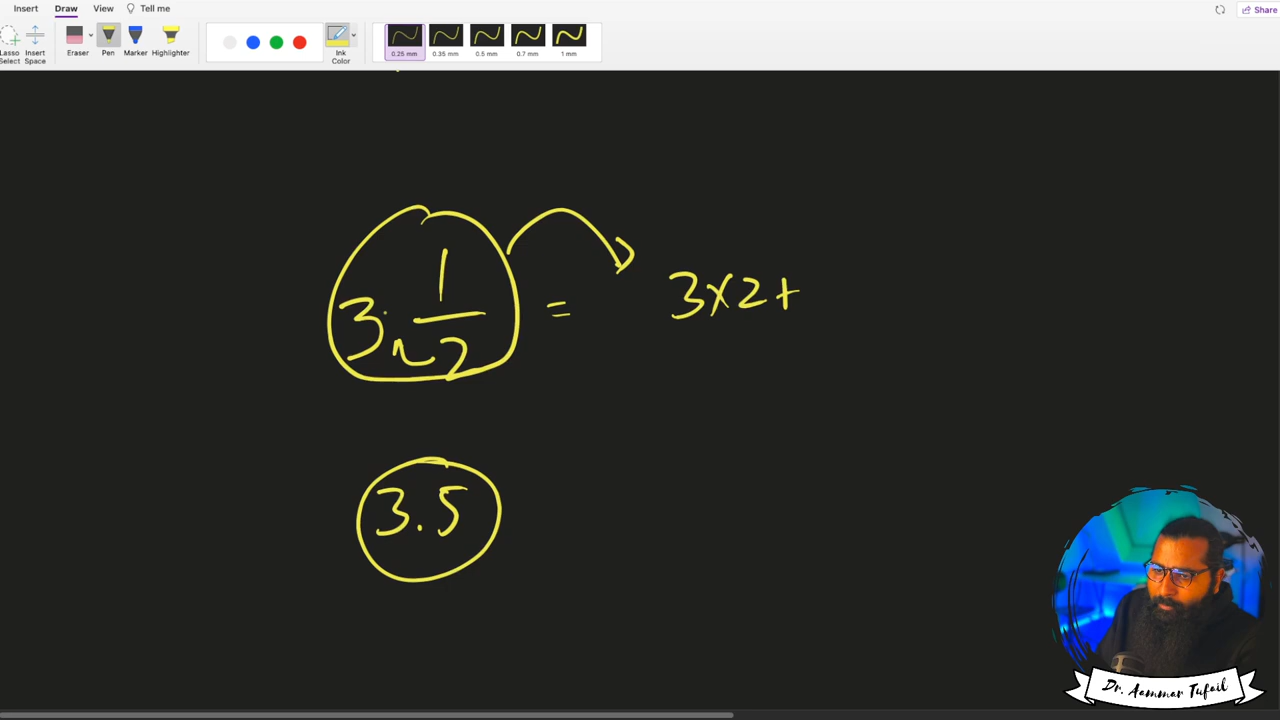 Insert Draw View Tell me
Share
Lasso Select Insert Space Eraser Pen Marker Highlighter Ink Color 0.25 mm 0.35 mm 0.5 mm 0.7 mm 1 mm
3 1/2 = 3x2+
3.5
Dr. Aammar Tufail